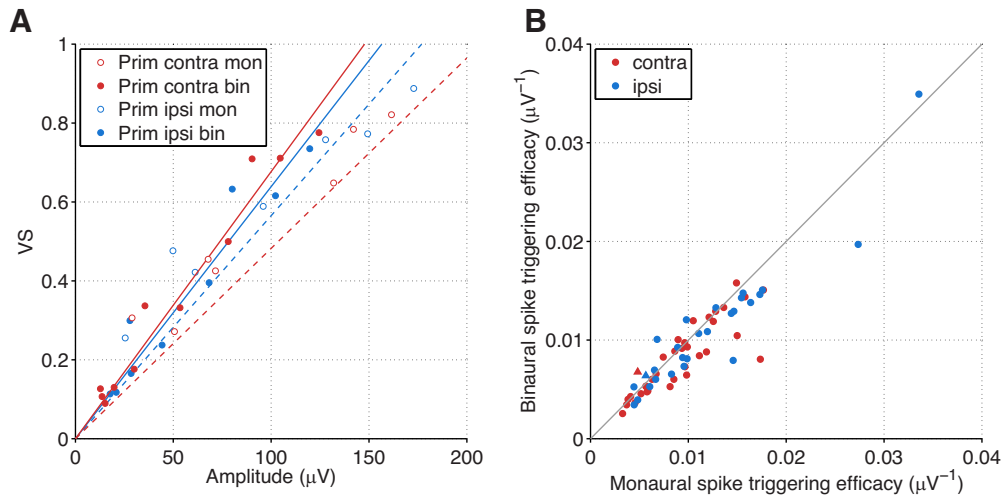 A
VS
1
0.8
0.6
0.4
0.2
0
Prim contra mon
Prim contra bin
Prim ipsi mon
Prim ipsi bin
0
50
100
150
200
Amplitude (μV)
B
Binaural spike triggering efficacy (μV⁻¹)
0.04
0.03
0.02
0.01
0
contra
ipsi
0
0.01
0.02
0.03
0.04
Monaural spike triggering efficacy (μV⁻¹)